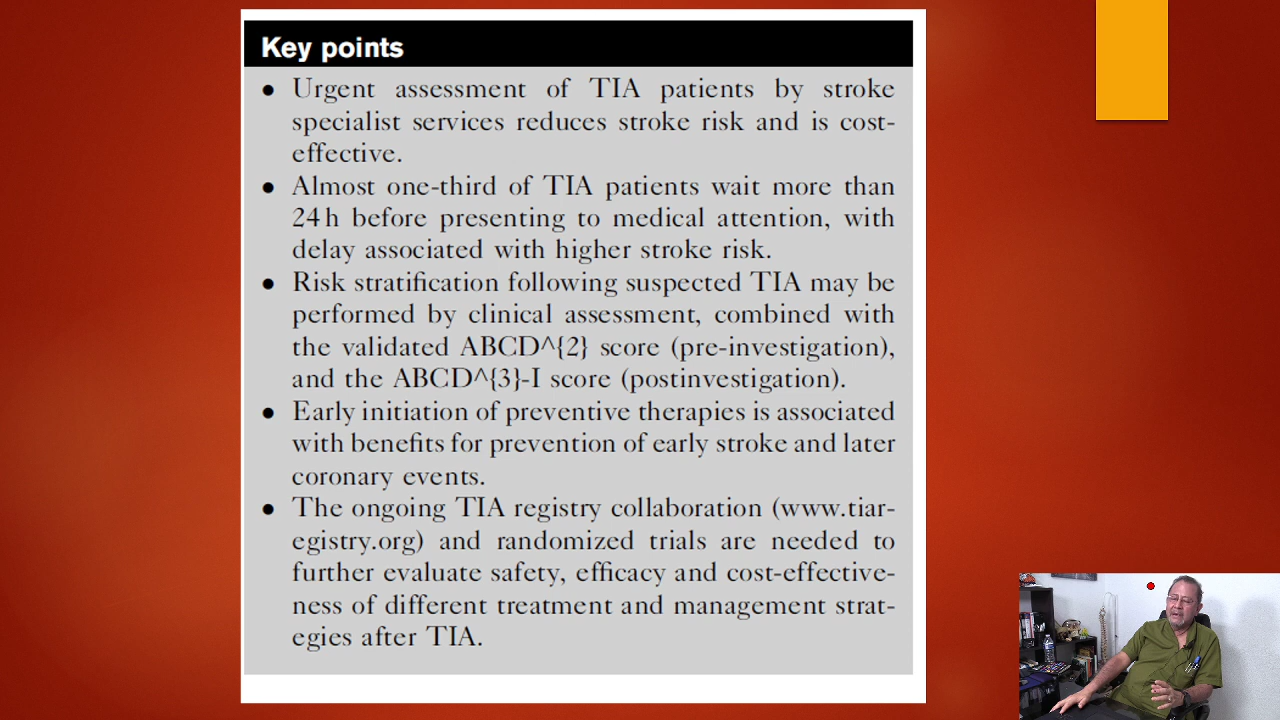 Key points
● Urgent assessment of TIA patients by stroke
specialist services reduces stroke risk and is cost-
effective.
● Almost one-third of TIA patients wait more than
24 h before presenting to medical attention, with
delay associated with higher stroke risk.
● Risk stratification following suspected TIA may be
performed by clinical assessment, combined with
the validated ABCD^{2} score (pre-investigation),
and the ABCD^{3}-I score (postinvestigation).
● Early initiation of preventive therapies is associated
with benefits for prevention of early stroke and later
coronary events.
● The ongoing TIA registry collaboration (www.tiar-
egistry.org) and randomized trials are needed to
further evaluate safety, efficacy and cost-effective-
ness of different treatment and management strat-
egies after TIA.